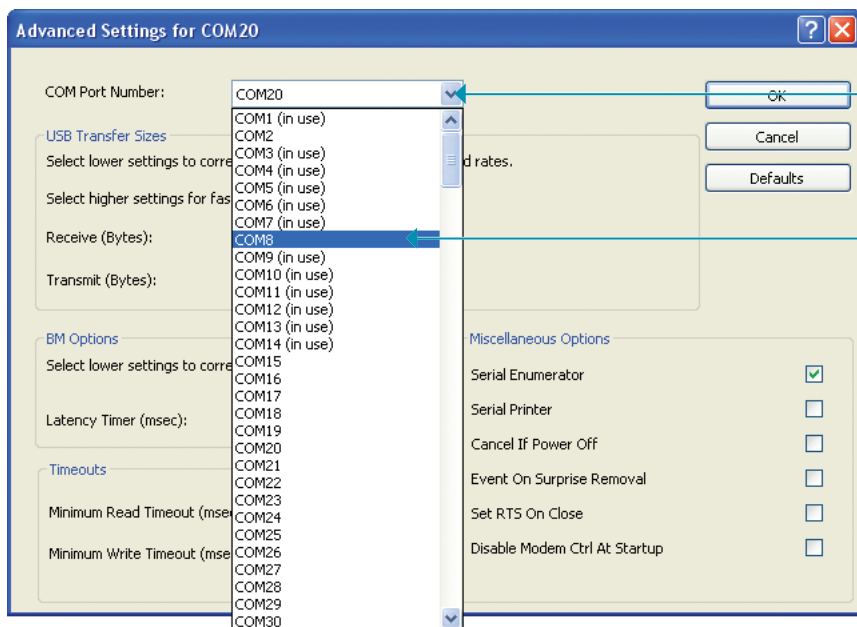 Advanced Settings for COM20
COM Port Number:
COM20
OK
Cancel
Defaults
COM1 (in use)
COM2
COM3 (in use)
COM4 (in use)
COM5 (in use)
COM6 (in use)
COM7 (in use)
COM8
COM9 (in use)
COM10 (in use)
COM11 (in use)
COM12 (in use)
COM13 (in use)
COM14 (in use)
COM15
COM16
COM17
COM18
COM19
COM20
COM21
COM22
COM23
COM24
COM25
COM26
COM27
COM28
COM29
COM30
USB Transfer Sizes
Select lower settings to corre d rates.
Select higher settings for fas
Receive (Bytes):
Transmit (Bytes):
BM Options
Select lower settings to corre
Latency Timer (msec):
Timeouts
Minimum Read Timeout (mse
Minimum Write Timeout (mse
Miscellaneous Options
Serial Enumerator
Serial Printer
Cancel If Power Off
Event On Surprise Removal
Set RTS On Close
Disable Modem Ctrl At Startup